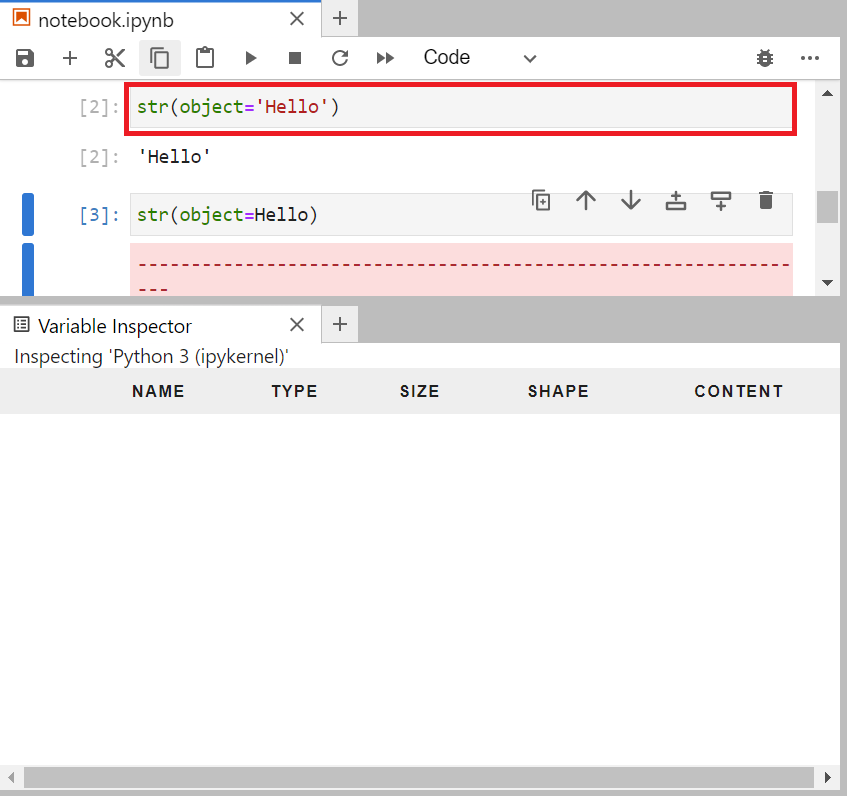 notebook.ipynb
Code
[2]: str(object='Hello')
[2]: 'Hello'
[3]: str(object=Hello)
---------------------------------------------------------------
---
Variable Inspector
Inspecting 'Python 3 (ipykernel)'
NAME TYPE SIZE SHAPE CONTENT